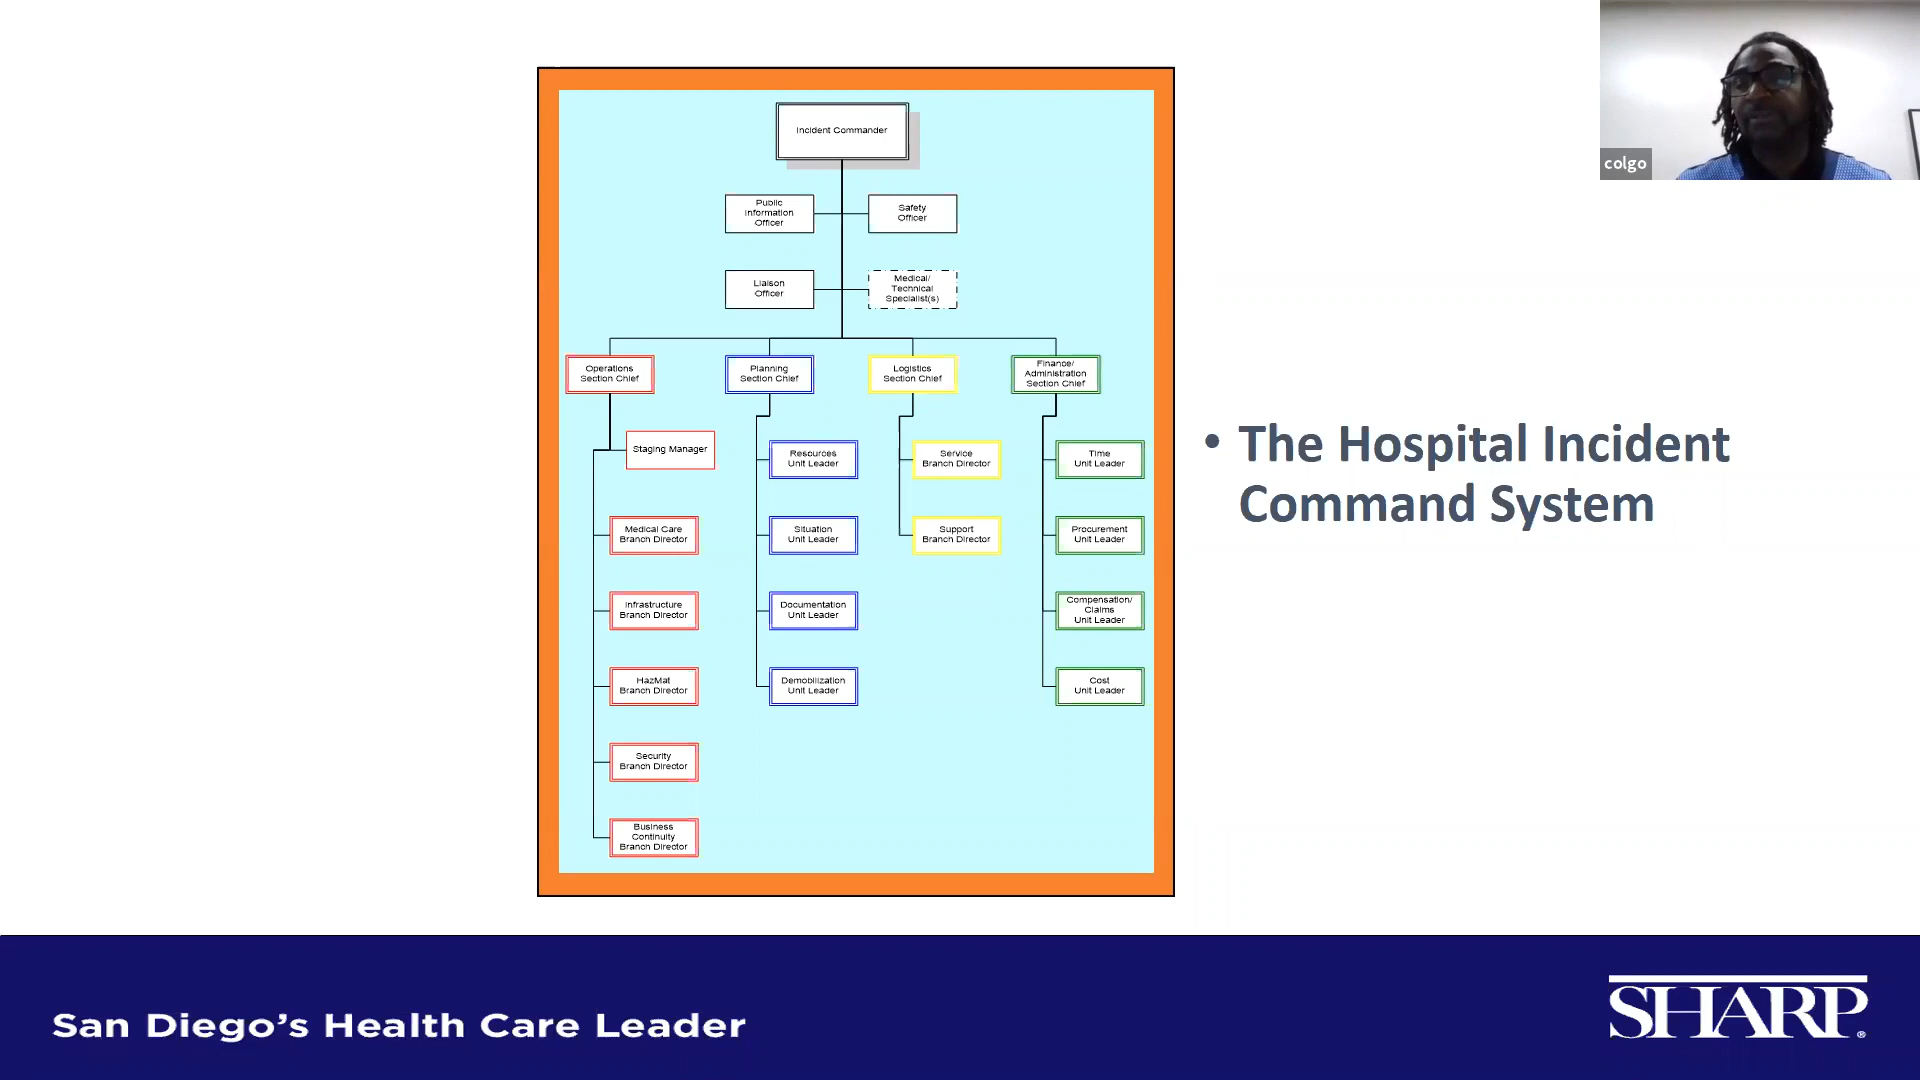 Incident Commander
Public
Information
Officer
Safety
Officer
Liaison
Officer
Medical/
Technical
Specialist(s)
Operations
Section Chief
Planning
Section Chief
Logistics
Section Chief
Finance/
Administration
Section Chief
Staging Manager
Resources
Unit Leader
Service
Branch Director
Time
Unit Leader
Medical Care
Branch Director
Situation
Unit Leader
Support
Branch Director
Procurement
Unit Leader
Infrastructure
Branch Director
Documentation
Unit Leader
Compensation/
Claims
Unit Leader
HazMat
Branch Director
Demobilization
Unit Leader
Cost
Unit Leader
Security
Branch Director
Business
Continuity
Branch Director
• The Hospital Incident
Command System
colgo
San Diego's Health Care Leader
SHARP®